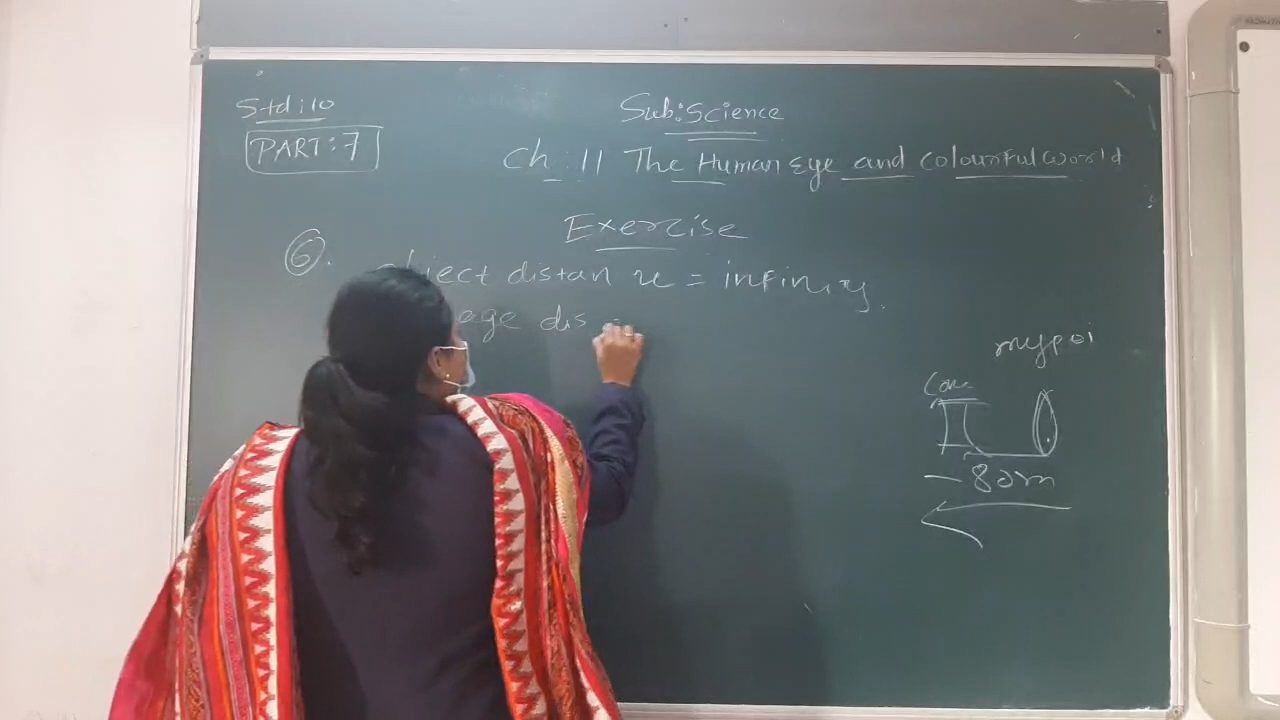 Std:10
PART:7
Sub:Science
Ch : 11 The Human eye and Colourful World
Exercise
6. object distan u = infinity.
age dis =
mypoi
Conc
- 80m